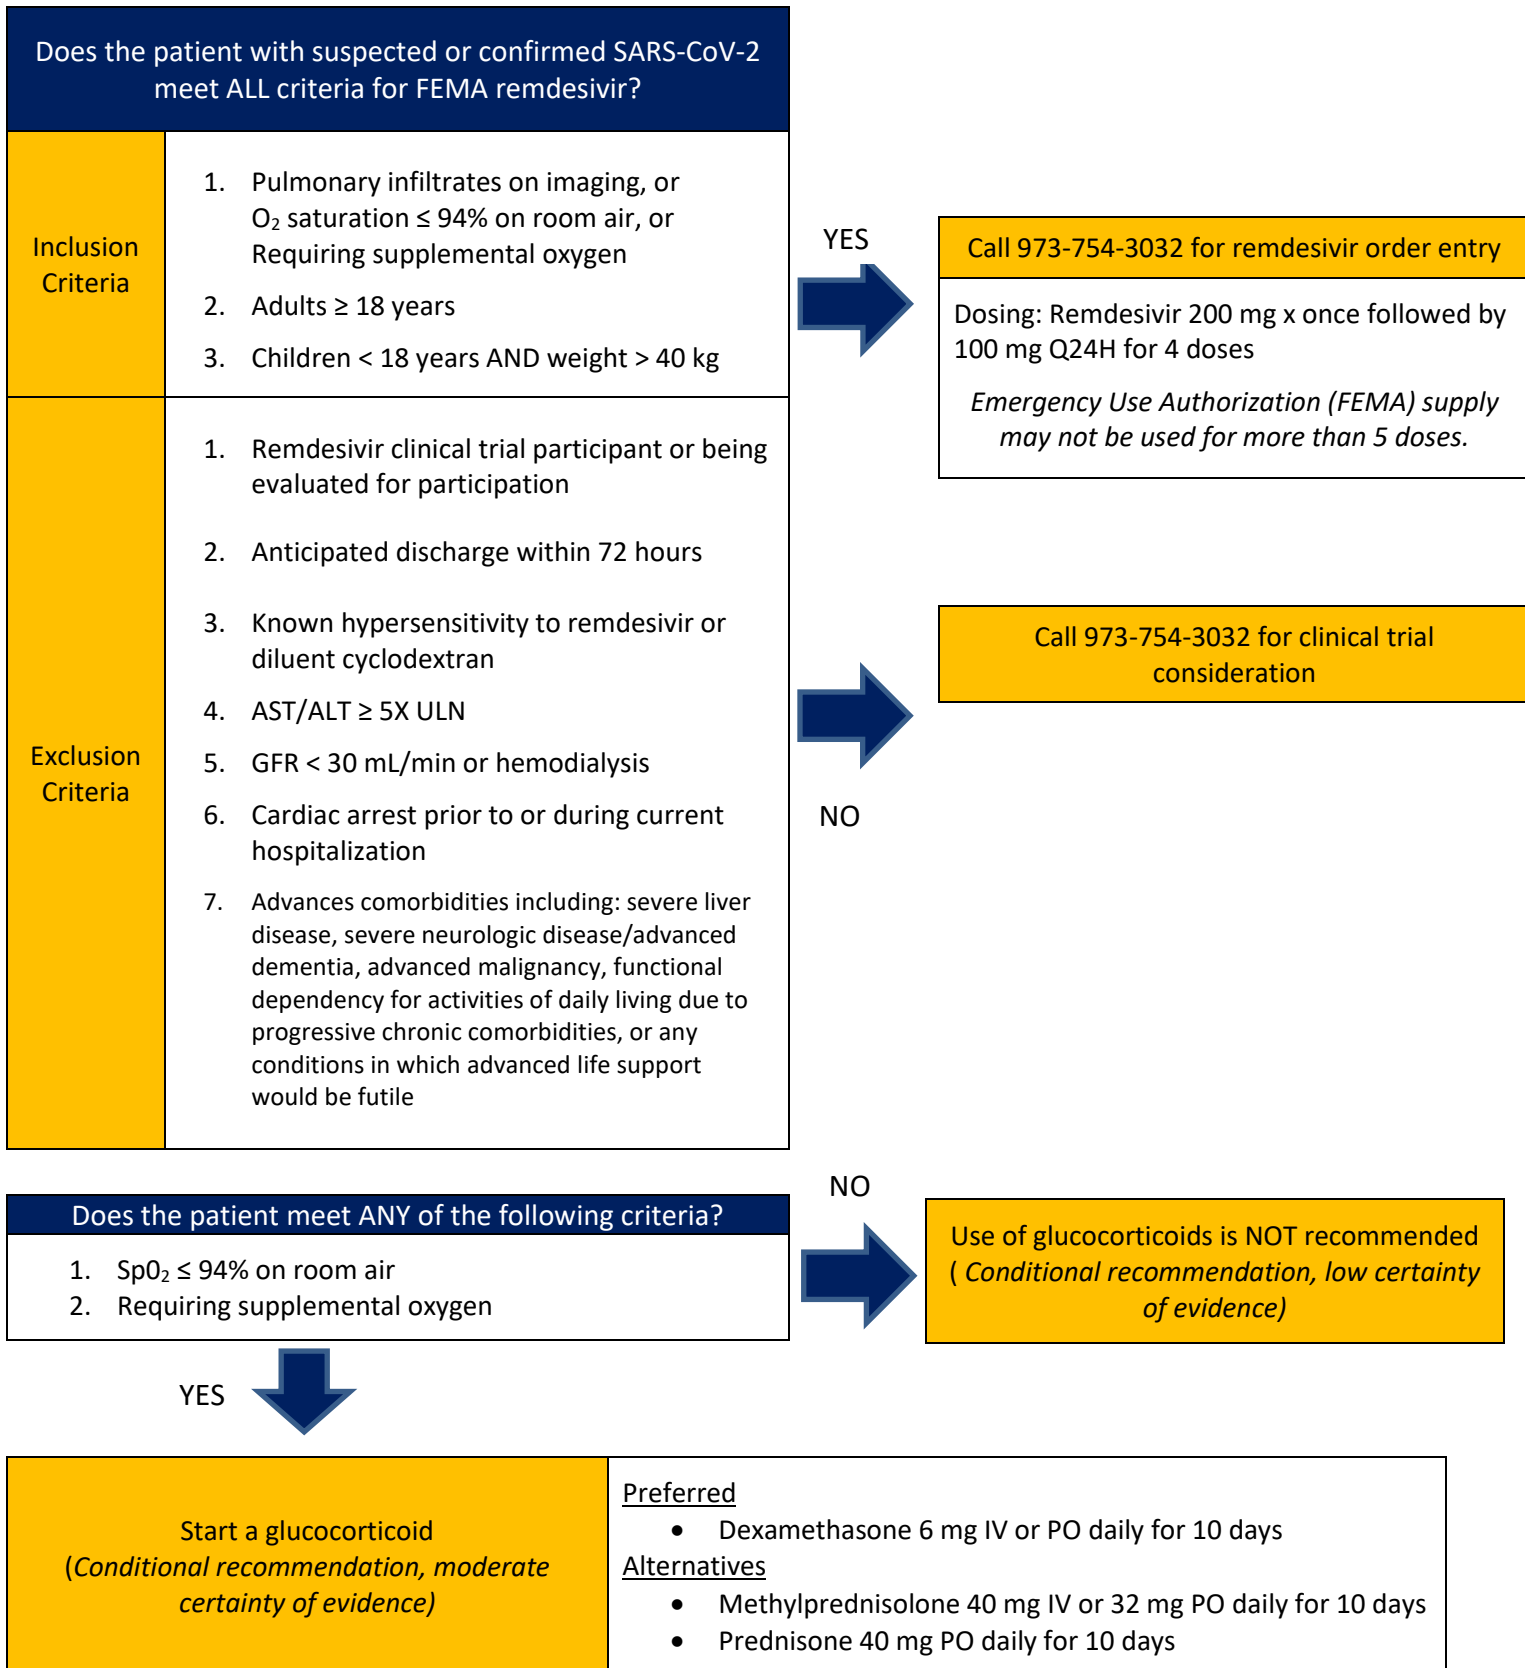 Does the patient with suspected or confirmed SARS-CoV-2
meet ALL criteria for FEMA remdesivir?
Inclusion
Criteria
1. Pulmonary infiltrates on imaging, or
O₂ saturation ≤ 94% on room air, or
Requiring supplemental oxygen
2. Adults ≥ 18 years
3. Children < 18 years AND weight > 40 kg
YES
Call 973-754-3032 for remdesivir order entry
Dosing: Remdesivir 200 mg x once followed by
100 mg Q24H for 4 doses
Emergency Use Authorization (FEMA) supply
may not be used for more than 5 doses.
Exclusion
Criteria
1. Remdesivir clinical trial participant or being
evaluated for participation
2. Anticipated discharge within 72 hours
3. Known hypersensitivity to remdesivir or
diluent cyclodextran
4. AST/ALT ≥ 5X ULN
5. GFR < 30 mL/min or hemodialysis
6. Cardiac arrest prior to or during current
hospitalization
7. Advances comorbidities including: severe liver
disease, severe neurologic disease/advanced
dementia, advanced malignancy, functional
dependency for activities of daily living due to
progressive chronic comorbidities, or any
conditions in which advanced life support
would be futile
Call 973-754-3032 for clinical trial
consideration
NO
Does the patient meet ANY of the following criteria?
1. Sp0₂ ≤ 94% on room air
2. Requiring supplemental oxygen
NO
Use of glucocorticoids is NOT recommended
( Conditional recommendation, low certainty
of evidence)
YES
Start a glucocorticoid
(Conditional recommendation, moderate
certainty of evidence)
Preferred
• Dexamethasone 6 mg IV or PO daily for 10 days
Alternatives
• Methylprednisolone 40 mg IV or 32 mg PO daily for 10 days
• Prednisone 40 mg PO daily for 10 days